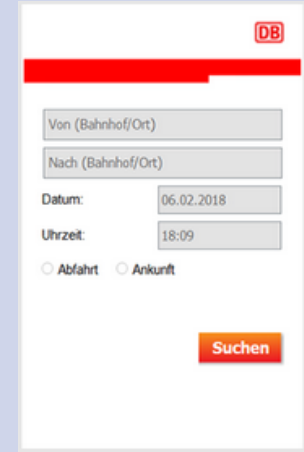 DB
Von (Bahnhof/Ort)
Nach (Bahnhof/Ort)
Datum: 06.02.2018
Uhrzeit: 18:09
Abfahrt Ankunft
Suchen